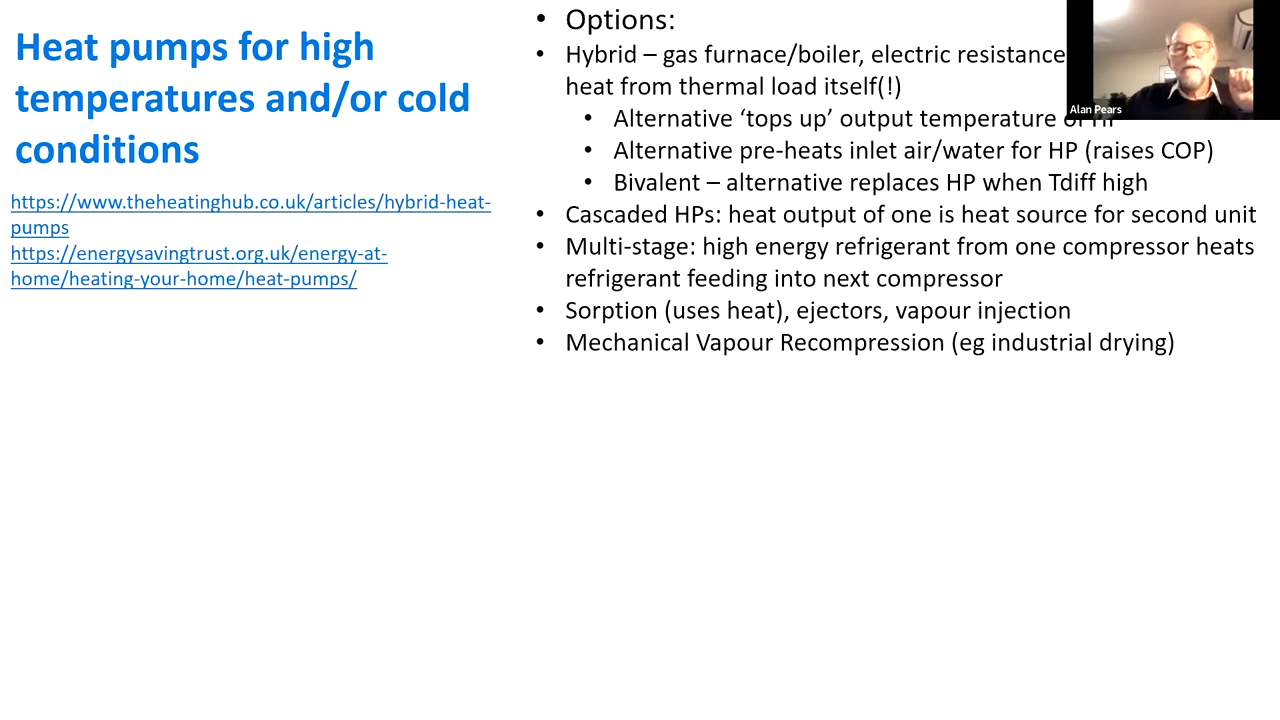 Heat pumps for high
temperatures and/or cold
conditions
https://www.theheatinghub.co.uk/articles/hybrid-heat-
pumps
https://energysavingtrust.org.uk/energy-at-
home/heating-your-home/heat-pumps/
• Options:
• Hybrid – gas furnace/boiler, electric resistance
heat from thermal load itself(!)
• Alternative ‘tops up’ output temperature of
• Alternative pre-heats inlet air/water for HP (raises COP)
• Bivalent – alternative replaces HP when Tdiff high
• Cascaded HPs: heat output of one is heat source for second unit
• Multi-stage: high energy refrigerant from one compressor heats
refrigerant feeding into next compressor
• Sorption (uses heat), ejectors, vapour injection
• Mechanical Vapour Recompression (eg industrial drying)
Alan Pears